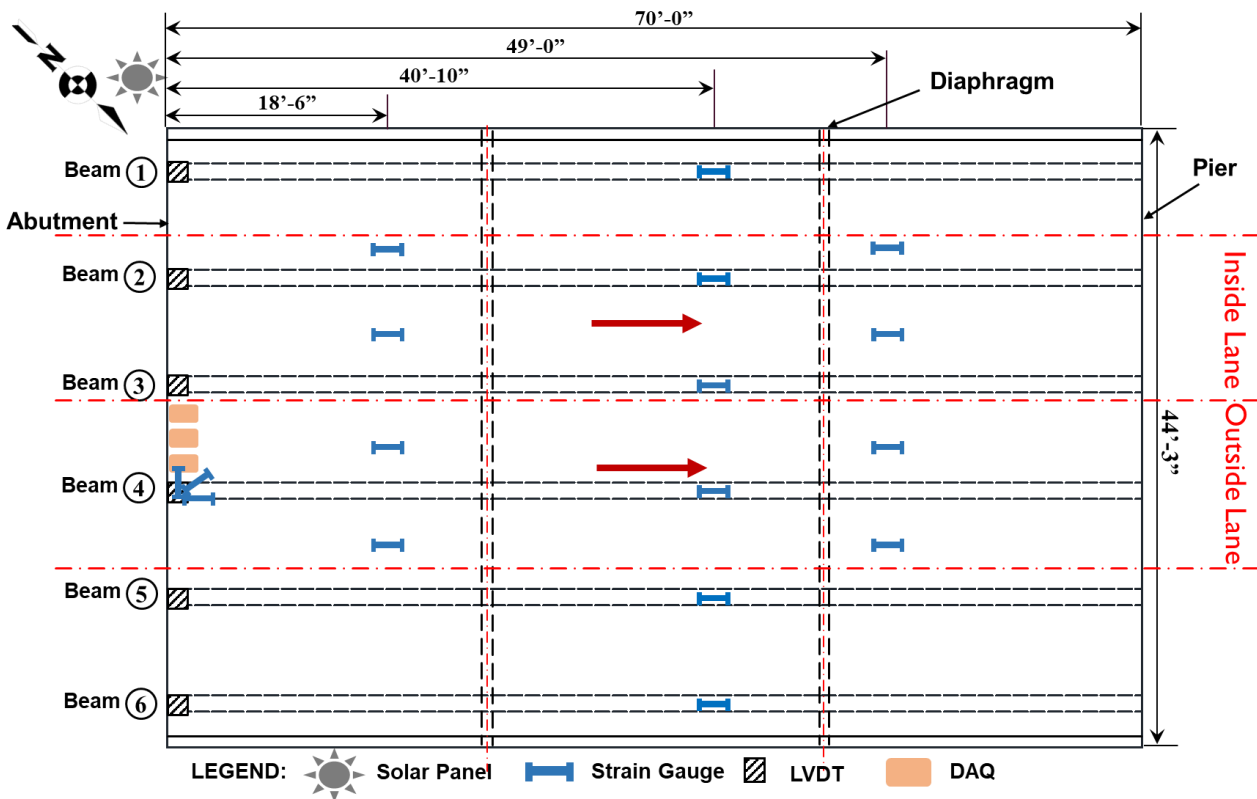 70’-0”
49’-0”
40’-10”
18’-6”
N
Diaphragm
Beam 1
Pier
Abutment
Beam 2
Beam 3
Beam 4
Beam 5
Beam 6
Inside Lane
Outside Lane
44’-3”
LEGEND: Solar Panel Strain Gauge LVDT DAQ